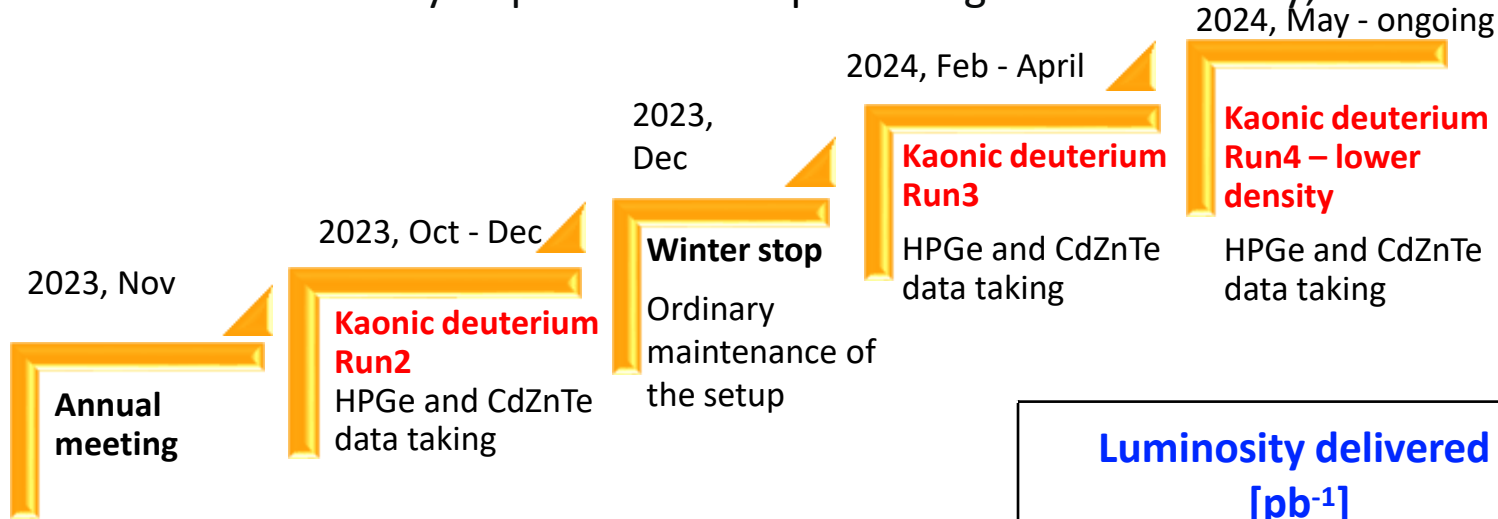 2024, May - ongoing
2024, Feb - April
2023,
Dec
2023, Oct - Dec
2023, Nov
Annual
meeting
Kaonic deuterium
Run2
HPGe and CdZnTe
data taking
Winter stop
Ordinary
maintenance of
the setup
Kaonic deuterium
Run3
HPGe and CdZnTe
data taking
Kaonic deuterium
Run4 – lower
density
HPGe and CdZnTe
data taking
Luminosity delivered
[pb-1]